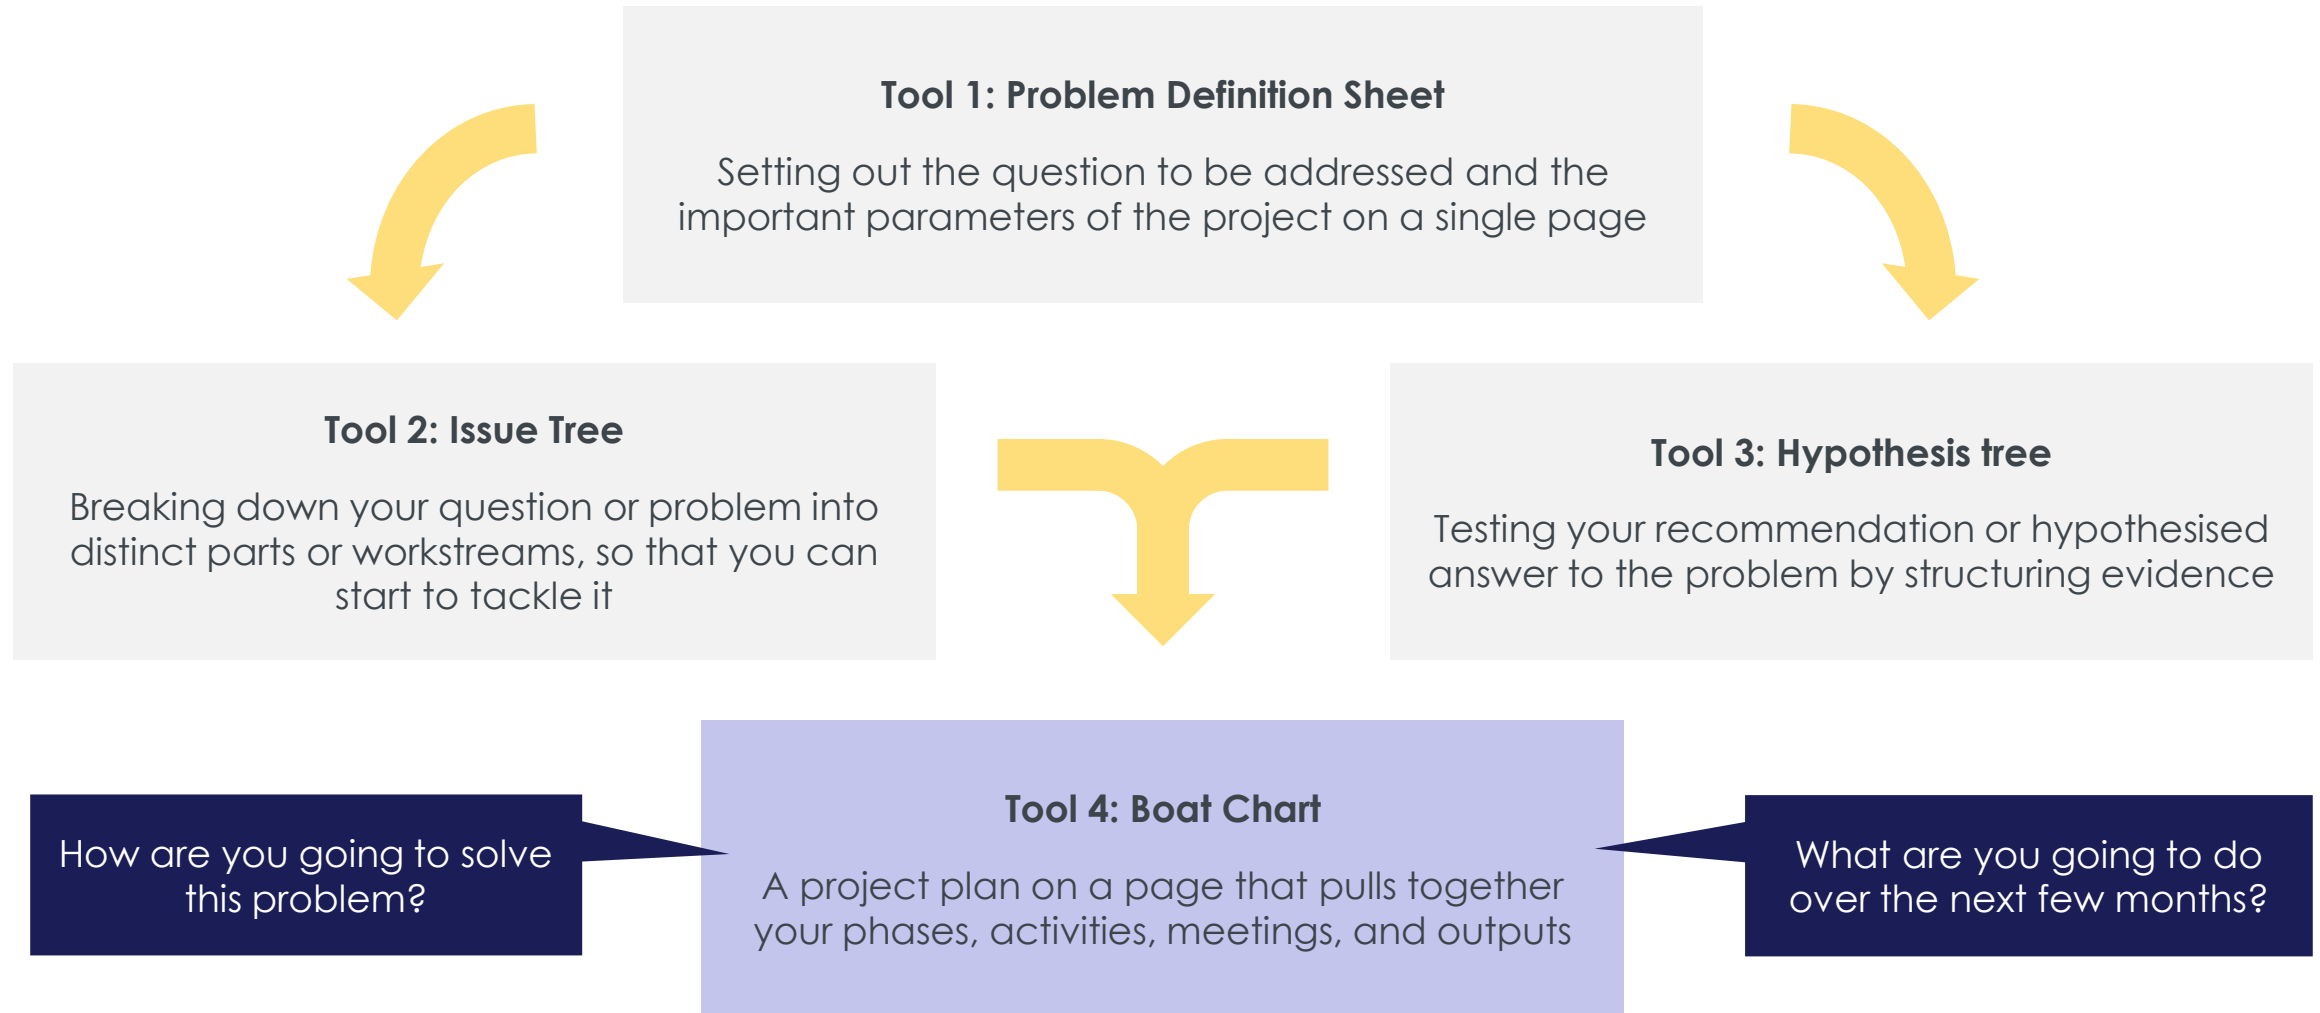 Tool 1: Problem Definition Sheet
Setting out the question to be addressed and the
important parameters of the project on a single page
Tool 2: Issue Tree
Breaking down your question or problem into
distinct parts or workstreams, so that you can
start to tackle it
Tool 3: Hypothesis tree
Testing your recommendation or hypothesised
answer to the problem by structuring evidence
How are you going to solve
this problem?
Tool 4: Boat Chart
A project plan on a page that pulls together
your phases, activities, meetings, and outputs
What are you going to do
over the next few months?